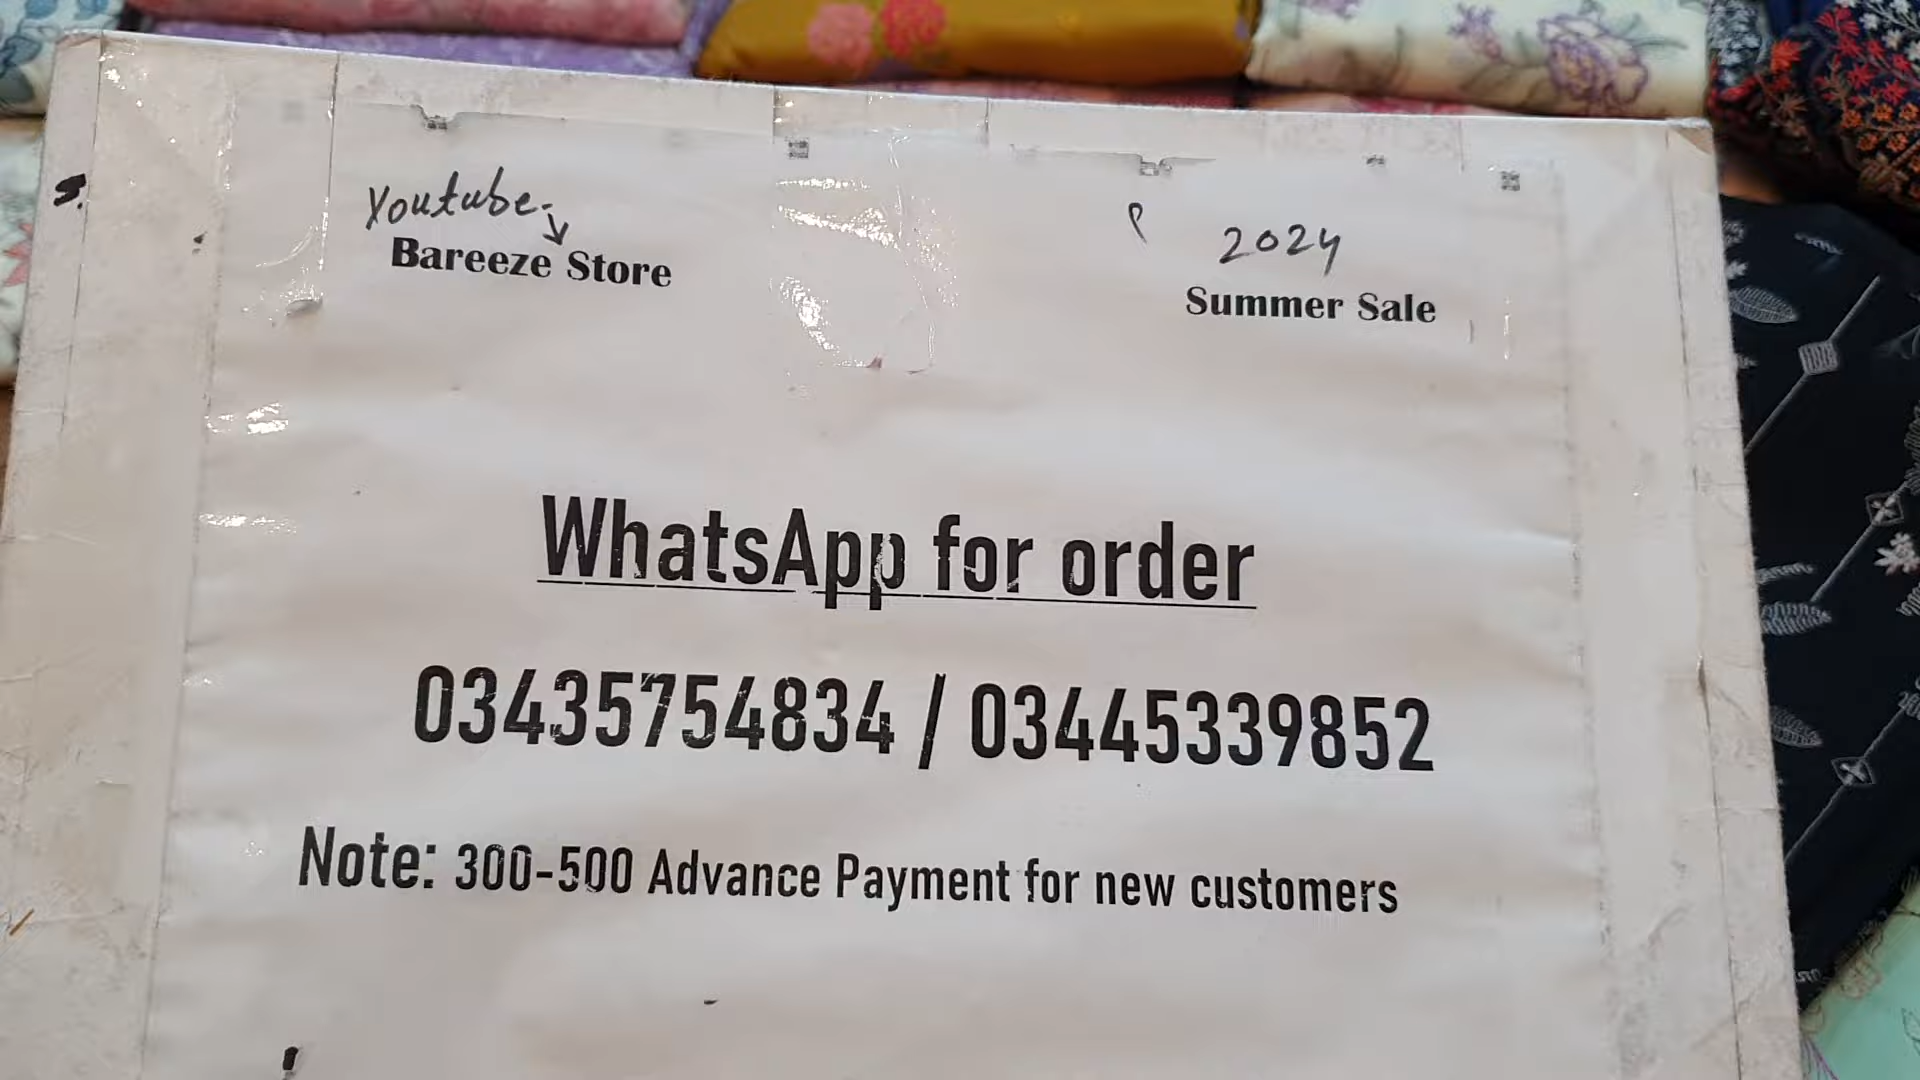 Youtube
Bareeze Store
2024
Summer Sale
WhatsApp for order
03435754834 / 03445339852
Note: 300-500 Advance Payment for new customers